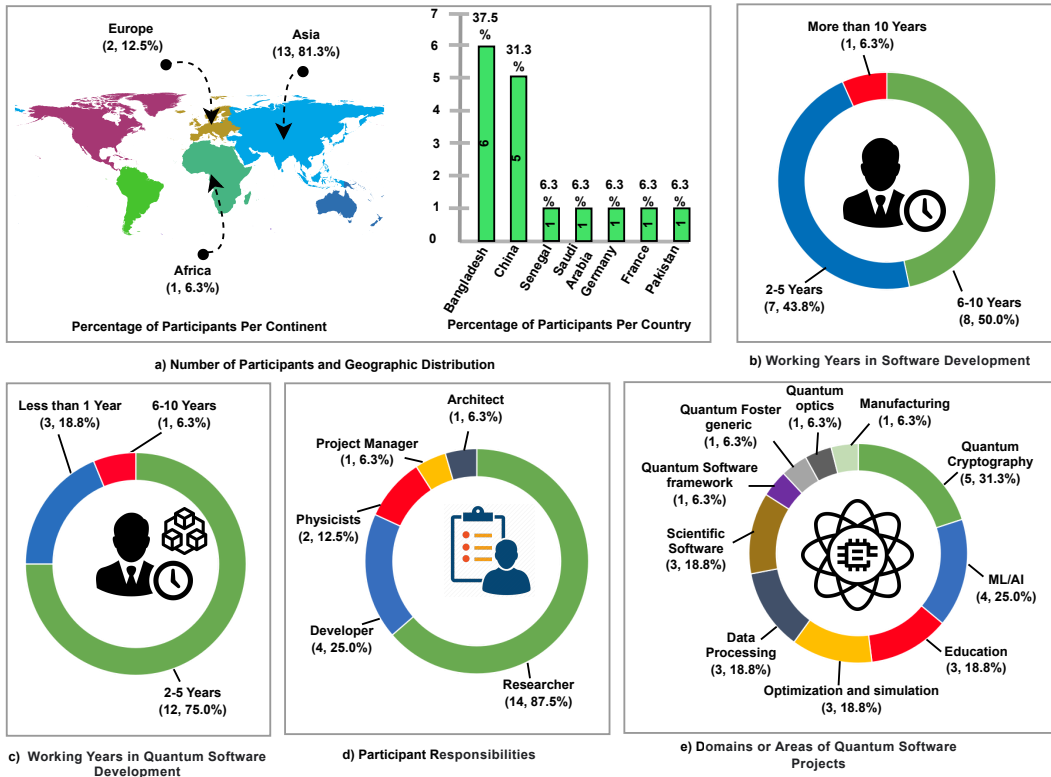 Europe
(2, 12.5%)
Asia
(13, 81.3%)
Africa
(1, 6.3%)
Percentage of Participants Per Continent
7
6
5
4
3
2
1
0
37.5
%
31.3
%
6.3
%
6.3
%
6.3
%
6.3
%
6.3
%
6
5
1
1
1
1
1
Bangladesh
China
Senegal
Saudi
Arabia
Germany
France
Pakistan
Percentage of Participants Per Country
a) Number of Participants and Geographic Distribution
More than 10 Years
(1, 6.3%)
2-5 Years
(7, 43.8%)
6-10 Years
(8, 50.0%)
b) Working Years in Software Development
Less than 1 Year
(3, 18.8%)
6-10 Years
(1, 6.3%)
2-5 Years
(12, 75.0%)
c) Working Years in Quantum Software
Development
Architect
(1, 6.3%)
Project Manager
(1, 6.3%)
Physicists
(2, 12.5%)
Developer
(4, 25.0%)
Researcher
(14, 87.5%)
d) Participant Responsibilities
Quantum
optics
(1, 6.3%)
Manufacturing
(1, 6.3%)
Quantum Foster
generic
(1, 6.3%)
Quantum
Cryptography
(5, 31.3%)
Quantum Software
framework
(1, 6.3%)
Scientific
Software
(3, 18.8%)
ML/AI
(4, 25.0%)
Data
Processing
(3, 18.8%)
Education
(3, 18.8%)
Optimization and simulation
(3, 18.8%)
e) Domains or Areas of Quantum Software
Projects